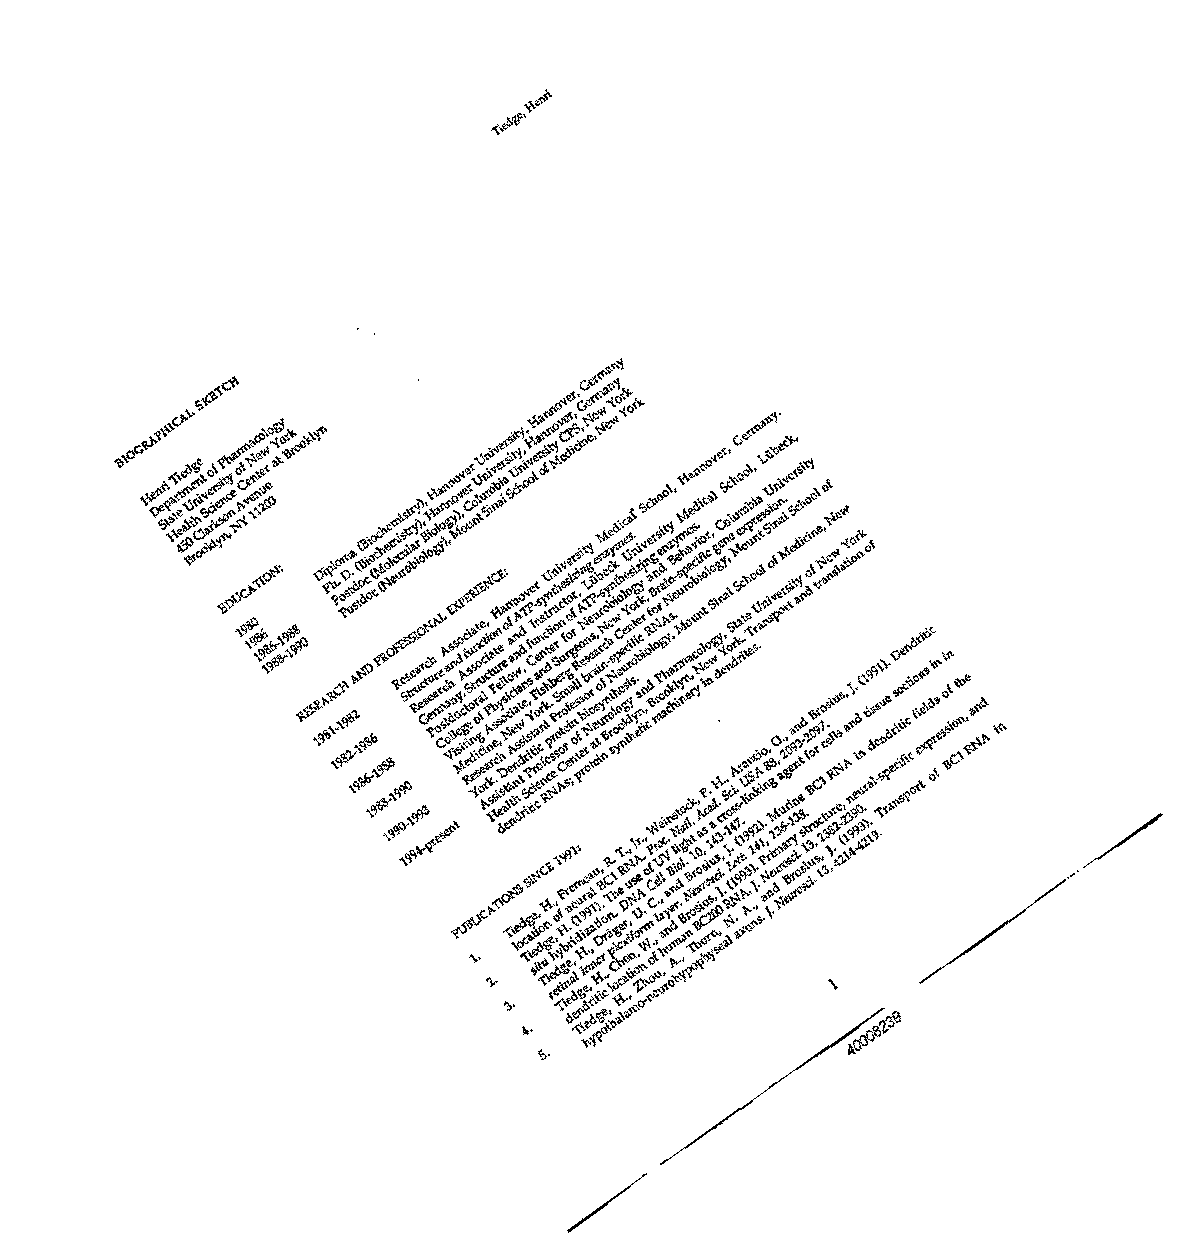 Tiedge, Henri
BIOGRAPHICAL SKETCH
Henri Tiedge
Department of Pharmacology
State University of New York
Health Science Center at Brooklyn
450 Clarkson Avenue
Brooklyn, NY 11203
EDUCATION:
1980 Diploma (Biochemistry), Hannover University, Hannover, Germany
1986 Ph. D. (Biochemistry), Hannover University, Hannover, Germany
1986-1988 Postdoc (Molecular Biology), Columbia University CPS, New York
1988-1990 Postdoc (Neurobiology), Mount Sinai School of Medicine, New York
RESEARCH AND PROFESSIONAL EXPERIENCE:
1981-1982 Research Associate, Hannover University Medical School, Hannover, Germany.
Structure and function of ATP-synthesizing enzymes.
1982-1986 Research Associate and Instructor, Lübeck University Medical School, Lübeck,
Germany, Structure and function of ATP-synthesizing enzymes.
1986-1988 Postdoctoral Fellow, Center for Neurobiology and Behavior, Columbia University
College of Physicians and Surgeons, New York. Brain-specific gene expression.
1988-1990 Visiting Associate, Fishberg Research Center for Neurobiology, Mount Sinai School of
Medicine, New York. Small brain-specific RNAs.
1990-1993 Research Assistant Professor of Neurobiology, Mount Sinai School of Medicine, New
York. Dendritic protein biosynthesis.
1994-present Assistant Professor of Neurology and Pharmacology, State University of New York
Health Science Center at Brooklyn, Brooklyn, New York. Transport and translation of
dendritic RNAs; protein synthetic machinery in dendrites.
PUBLICATIONS SINCE 1991:
1. Tiedge, H., Fremeau, R. T., Jr., Weinstock, P. H., Arancio, O., and Brosius, J. (1991). Dendritic
location of neural BC1 RNA. Proc. Natl. Acad. Sci. USA 88, 2093-2097.
2. Tiedge, H. (1991). The use of UV light as a cross-linking agent for cells and tissue sections in in
situ hybridization. DNA Cell Biol. 10, 143-147.
3. Tiedge, H., Dräger, U. C., and Brosius, J. (1992). Murine BC1 RNA in dendritic fields of the
retinal inner plexiform layer. Neurosci. Lett. 141, 136-138.
4. Tiedge, H., Chen, W., and Brosius, J. (1993). Primary structure, neural-specific expression, and
dendritic location of human BC200 RNA. J. Neurosci. 13, 2382-2390.
5. Tiedge, H., Zhou, A., Thorn, N. A., and Brosius, J. (1993). Transport of BC1 RNA in
hypothalamo-neurohypophyseal axons. J. Neurosci. 13, 4214-4219.
1
40008239